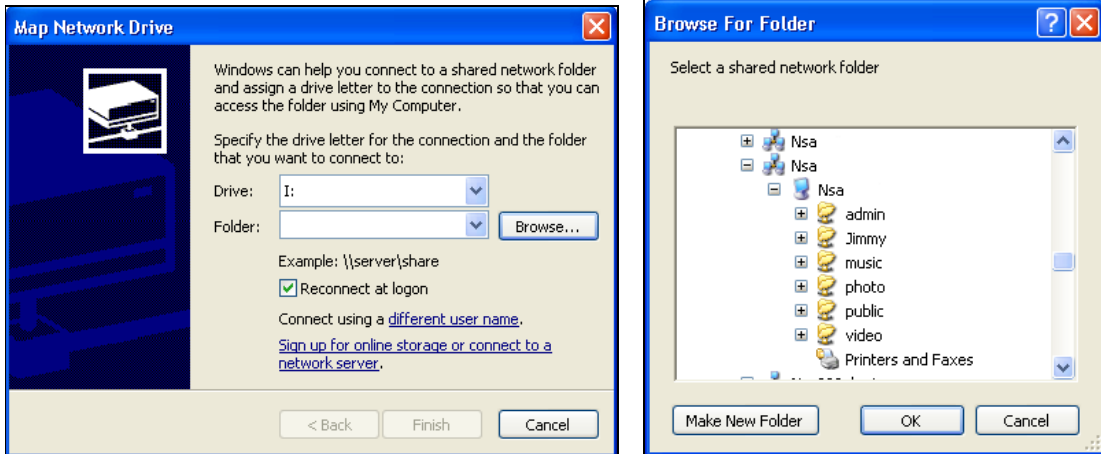 Map Network Drive
Windows can help you connect to a shared network folder
and assign a drive letter to the connection so that you can
access the folder using My Computer.
Specify the drive letter for the connection and the folder
that you want to connect to:
Drive: I:
Folder: Browse...
Example: \\server\share
Reconnect at logon
Connect using a different user name.
Sign up for online storage or connect to a
network server.
< Back Finish Cancel
Browse For Folder
Select a shared network folder
Nsa
Nsa
Nsa
admin
Jimmy
music
photo
public
video
Printers and Faxes
Make New Folder OK Cancel